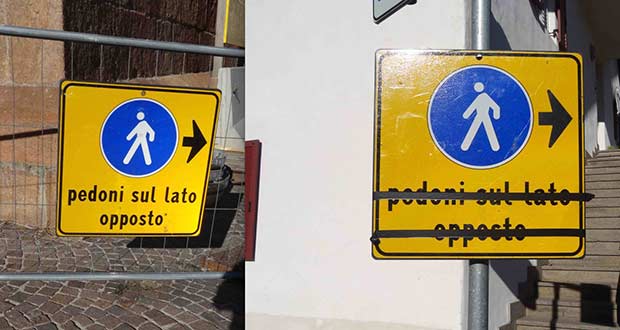 pedoni sul lato
opposto
pedoni sul lato
opposto